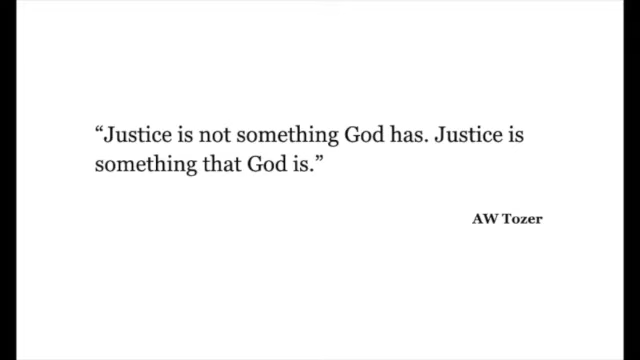 “Justice is not something God has. Justice is
something that God is.”
AW Tozer